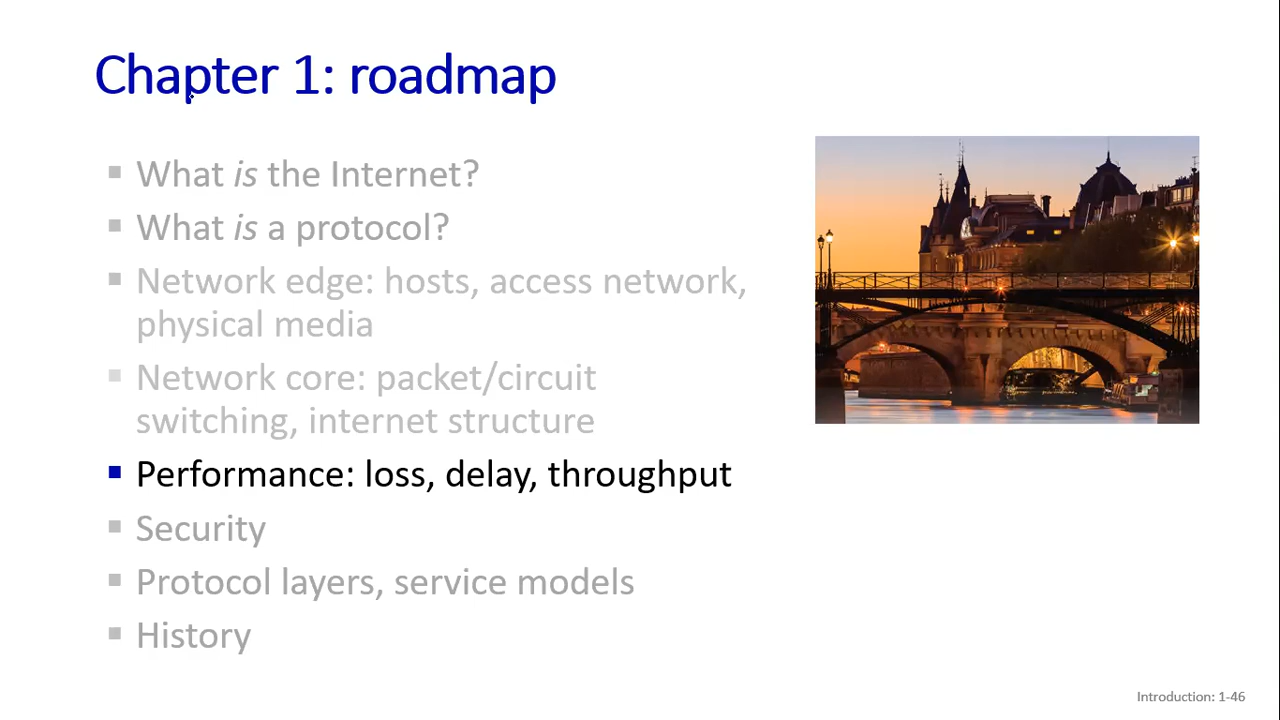 Chapter 1: roadmap
▪ What is the Internet?
▪ What is a protocol?
▪ Network edge: hosts, access network,
physical media
▪ Network core: packet/circuit
switching, internet structure
▪ Performance: loss, delay, throughput
▪ Security
▪ Protocol layers, service models
▪ History
Introduction: 1-46